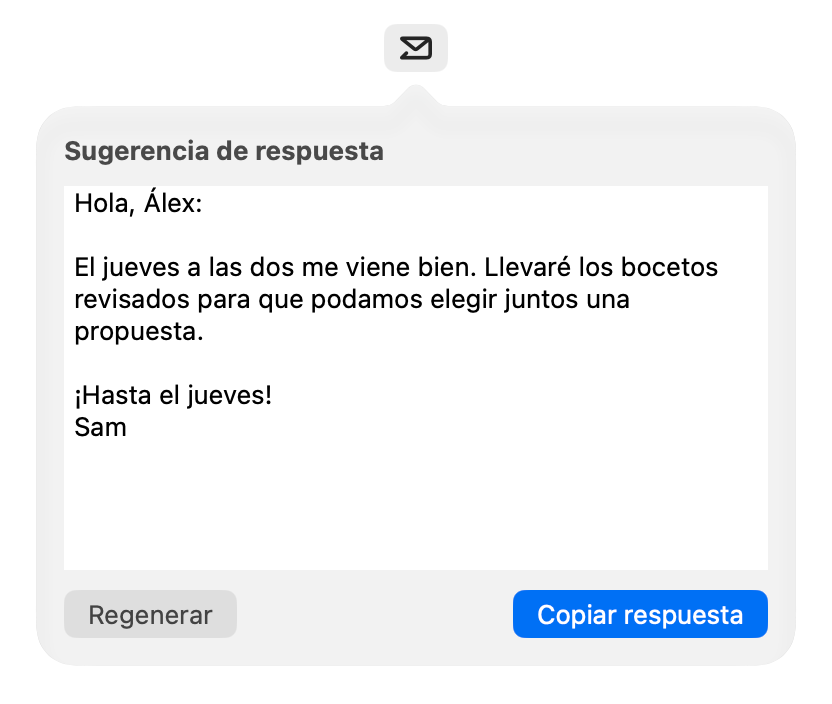 Sugerencia de respuesta
Hola, Álex:
El jueves a las dos me viene bien. Llevaré los bocetos
revisados para que podamos elegir juntos una
propuesta.
¡Hasta el jueves!
Sam
Regenerar
Copiar respuesta